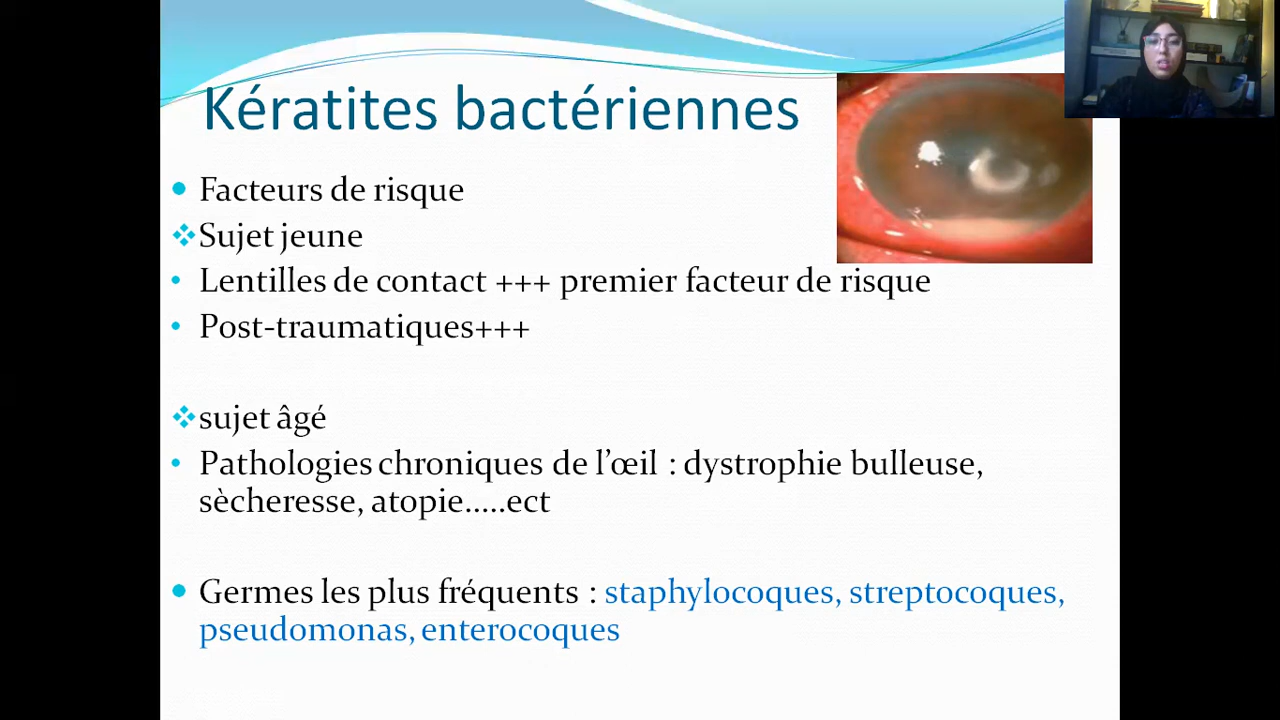 Kératites bactériennes
Facteurs de risque
Sujet jeune
Lentilles de contact +++ premier facteur de risque
Post-traumatiques+++
sujet âgé
Pathologies chroniques de l’œil : dystrophie bulleuse,
sècheresse, atopie.....ect
Germes les plus fréquents : staphylocoques, streptocoques,
pseudomonas, enterocoques